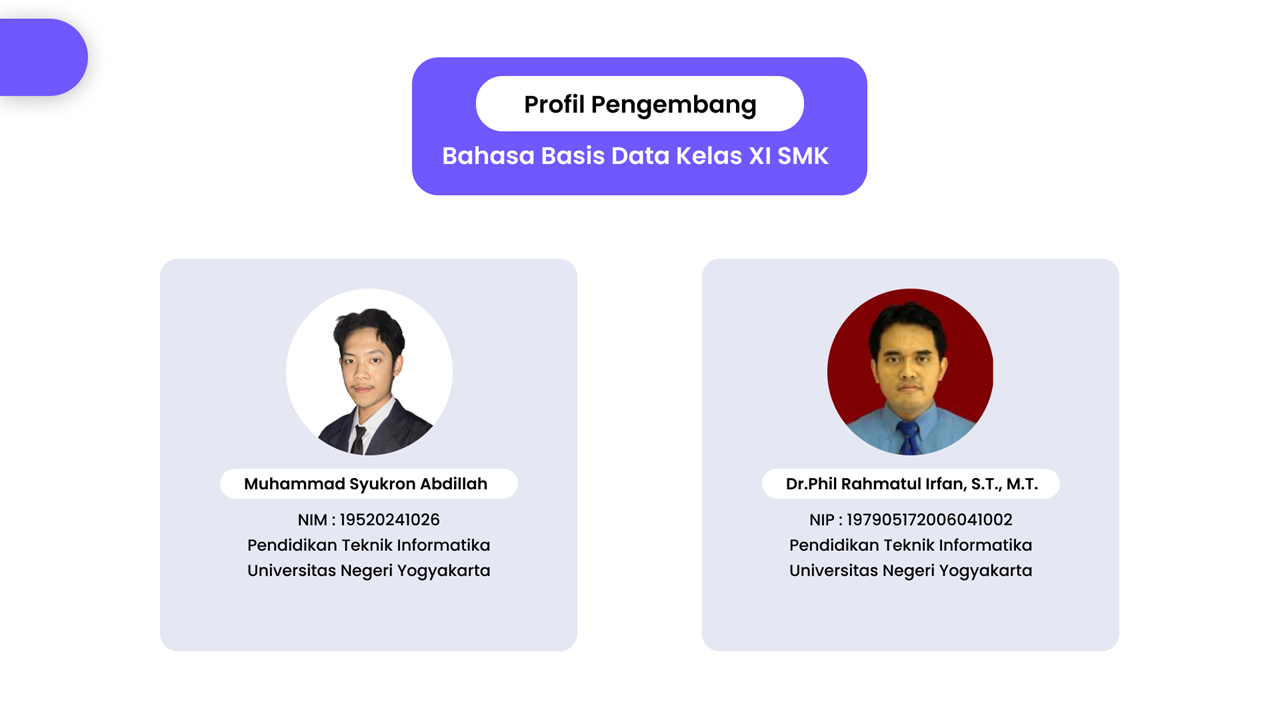 Profil Pengembang
Bahasa Basis Data Kelas XI SMK
Muhammad Syukron Abdillah
NIM : 19520241026
Pendidikan Teknik Informatika
Universitas Negeri Yogyakarta
Dr.Phil Rahmatul Irfan, S.T., M.T.
NIP : 197905172006041002
Pendidikan Teknik Informatika
Universitas Negeri Yogyakarta